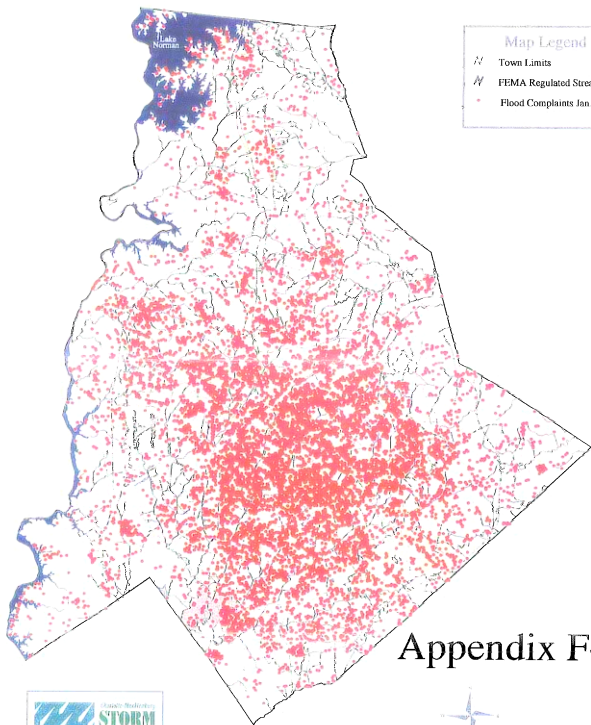 Lake
Norman
Map Legend
Town Limits
FEMA Regulated Strea
Flood Complaints Jan
Appendix F-
STORM